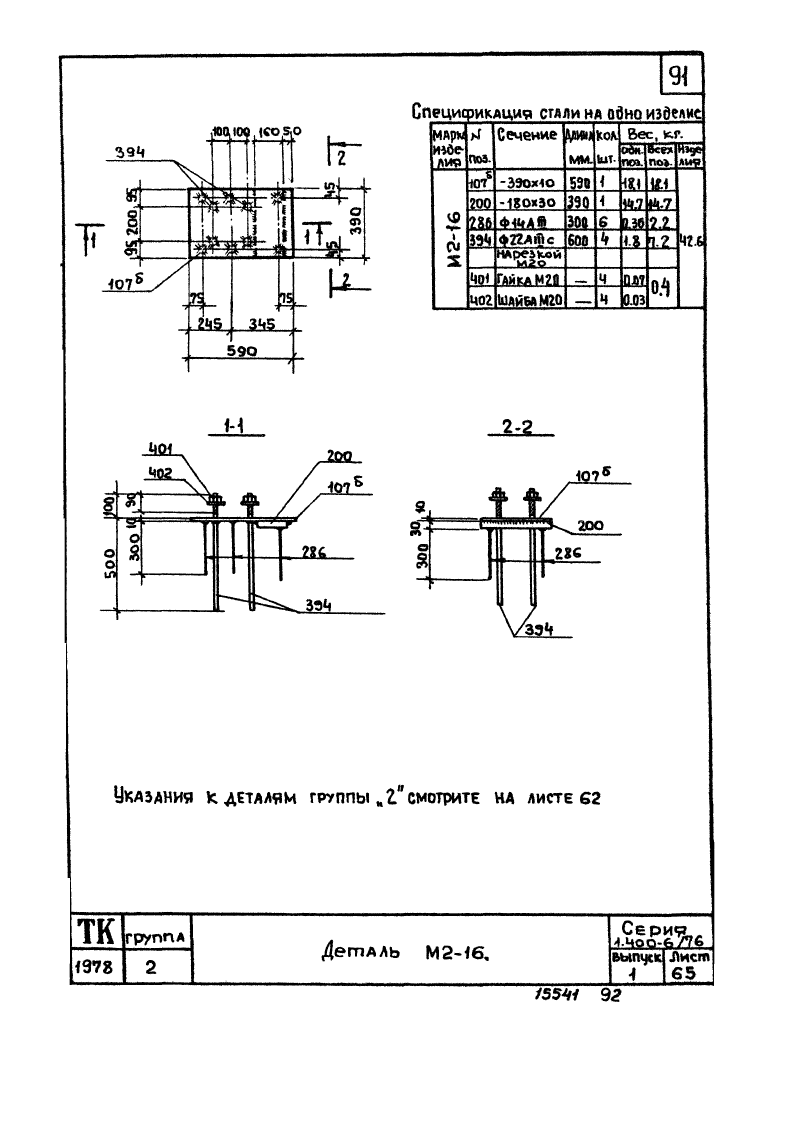 91
Спецификация стали на одно изделие
Марка изделия N поз. Сечение Длина мм. Кол. шт. Вес, кг.
Одн. поз. Всех поз. Изделия
М2-16
107б -390х10 590 1 18.1 18.1
200 -180х30 390 1 14.7 14.7
286 Ф14АIII 300 6 0.36 2.2
394 Ф22АIIIс нарезкой М20 600 4 1.8 7.2 42.6
401 Гайка М20 — 4 0.07 0.4
402 Шайба М20 — 4 0.03
100 100 160 50
2
394
95 200 95
45 45 390
1 1
107б
2
75 75
245 345
590
1-1
401
402
200
107б
100 90
10
300
500
286
394
2-2
107б
10
30
200
300
286
394
Указания к деталям группы „2" смотрите на листе 62
ТК группа
1978 2
Деталь М2-16.
Серия
1.400-6/76
Выпуск Лист
1 65
15541 92